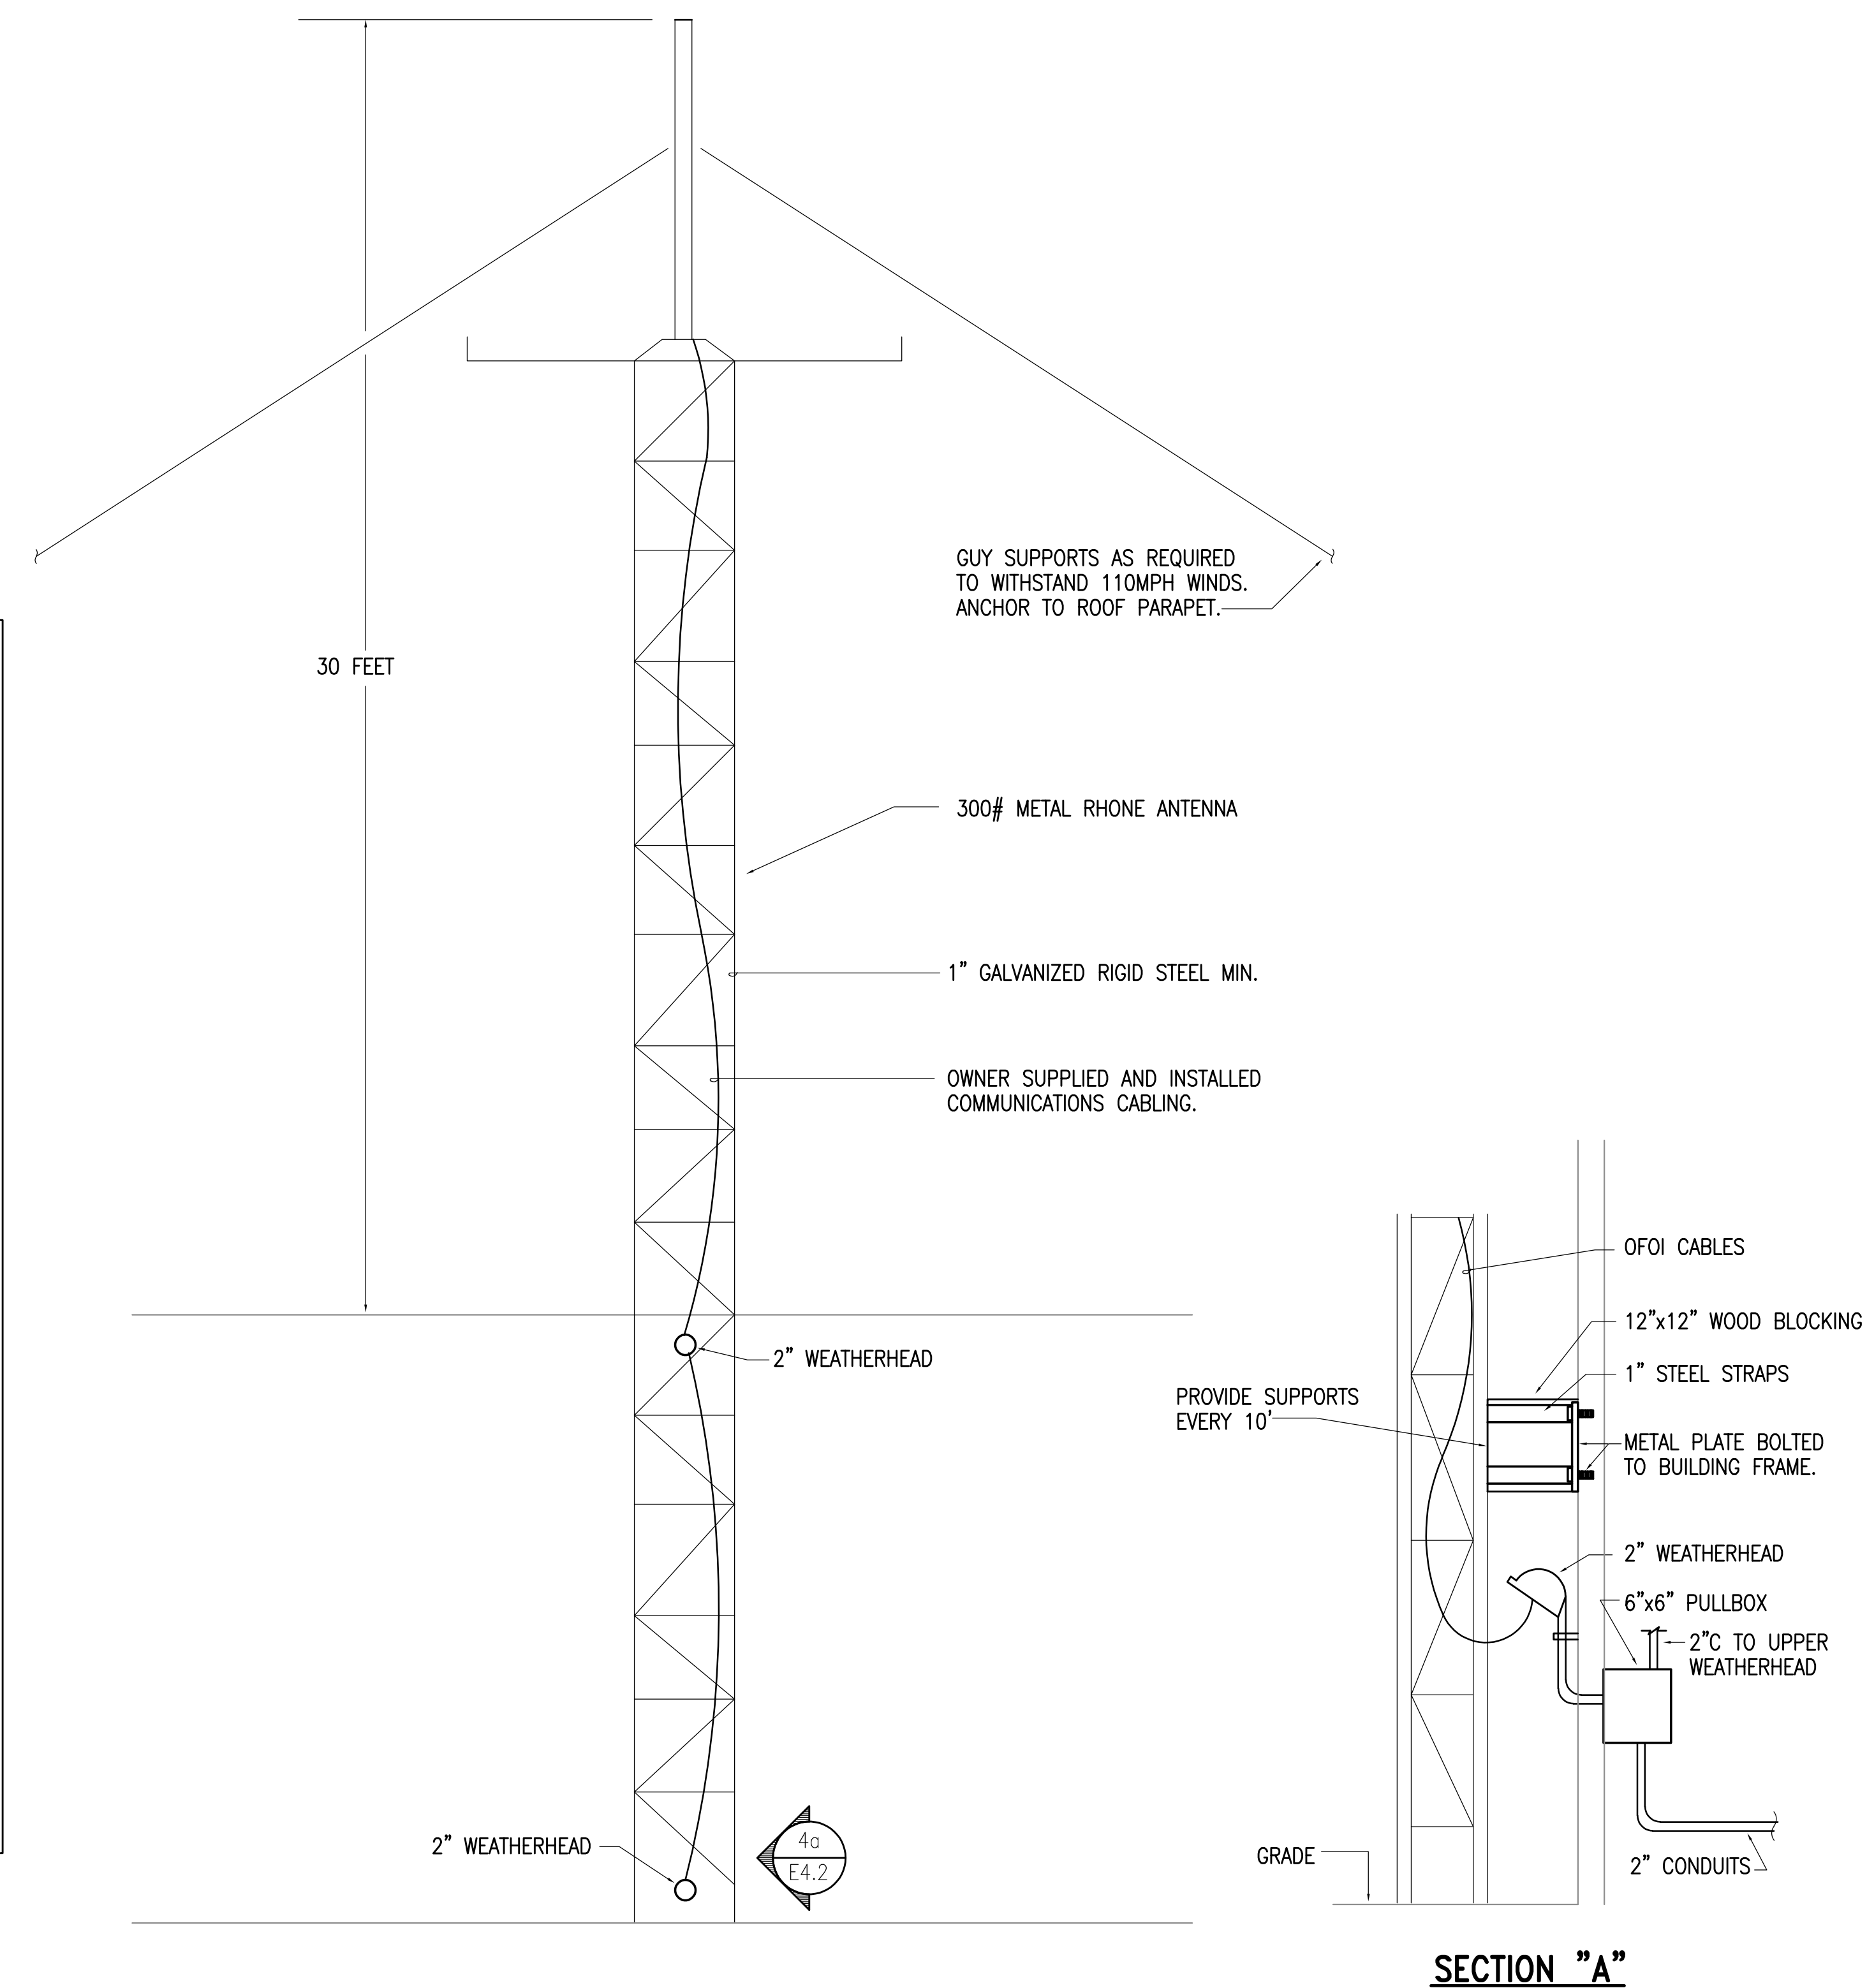 GUY SUPPORTS AS REQUIRED
TO WITHSTAND 110MPH WINDS.
ANCHOR TO ROOF PARAPET.
30 FEET
300# METAL RHONE ANTENNA
1" GALVANIZED RIGID STEEL MIN.
OWNER SUPPLIED AND INSTALLED
COMMUNICATIONS CABLING.
2" WEATHERHEAD
2" WEATHERHEAD
4a
E4.2
OFOI CABLES
12"x12" WOOD BLOCKING
1" STEEL STRAPS
PROVIDE SUPPORTS
EVERY 10'
METAL PLATE BOLTED
TO BUILDING FRAME.
2" WEATHERHEAD
6"x6" PULLBOX
2"C TO UPPER
WEATHERHEAD
GRADE
2" CONDUITS
SECTION "A"